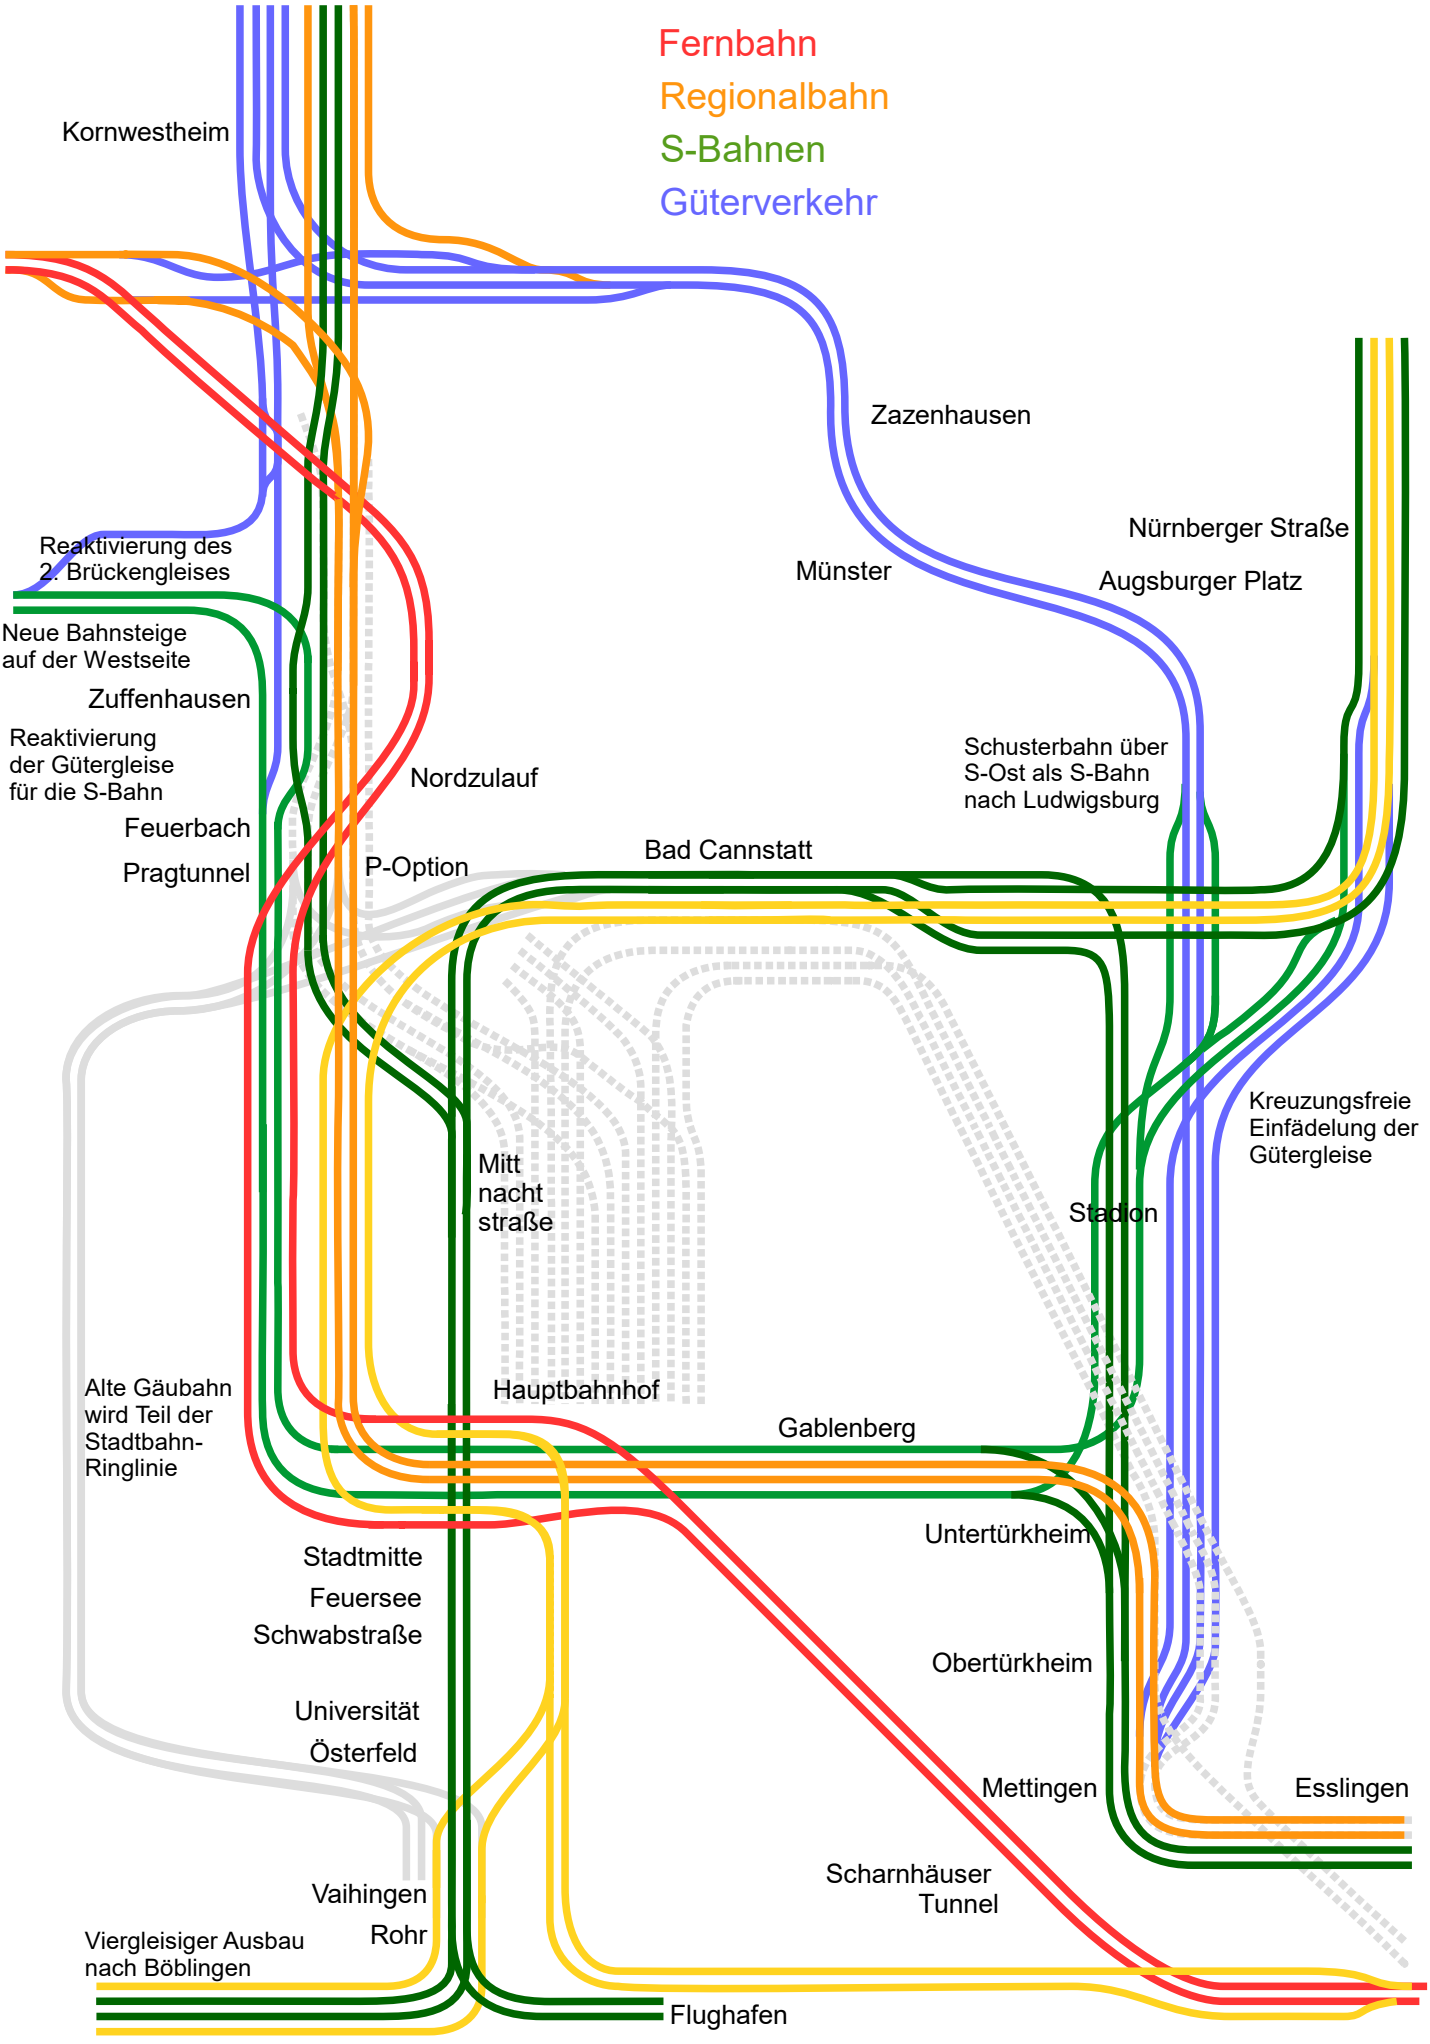 Fernbahn
Regionalbahn
S-Bahnen
Güterverkehr
Kornwestheim
Zazenhausen
Nürnberger Straße
Münster
Augsburger Platz
Reaktivierung des
2. Brückengleises
Neue Bahnsteige
auf der Westseite
Zuffenhausen
Reaktivierung
der Gütergleise
für die S-Bahn
Nordzulauf
Schusterbahn über
S-Ost als S-Bahn
nach Ludwigsburg
Feuerbach
Pragtunnel
P-Option
Bad Cannstatt
Kreuzungsfreie
Einfädelung der
Gütergleise
Mitt
nacht
straße
Stadion
Alte Gäubahn
wird Teil der
Stadtbahn-
Ringlinie
Hauptbahnhof
Gablenberg
Untertürkheim
Stadtmitte
Feuersee
Schwabstraße
Obertürkheim
Universität
Österfeld
Mettingen
Esslingen
Scharnhäuser
Tunnel
Vaihingen
Rohr
Viergleisiger Ausbau
nach Böblingen
Flughafen